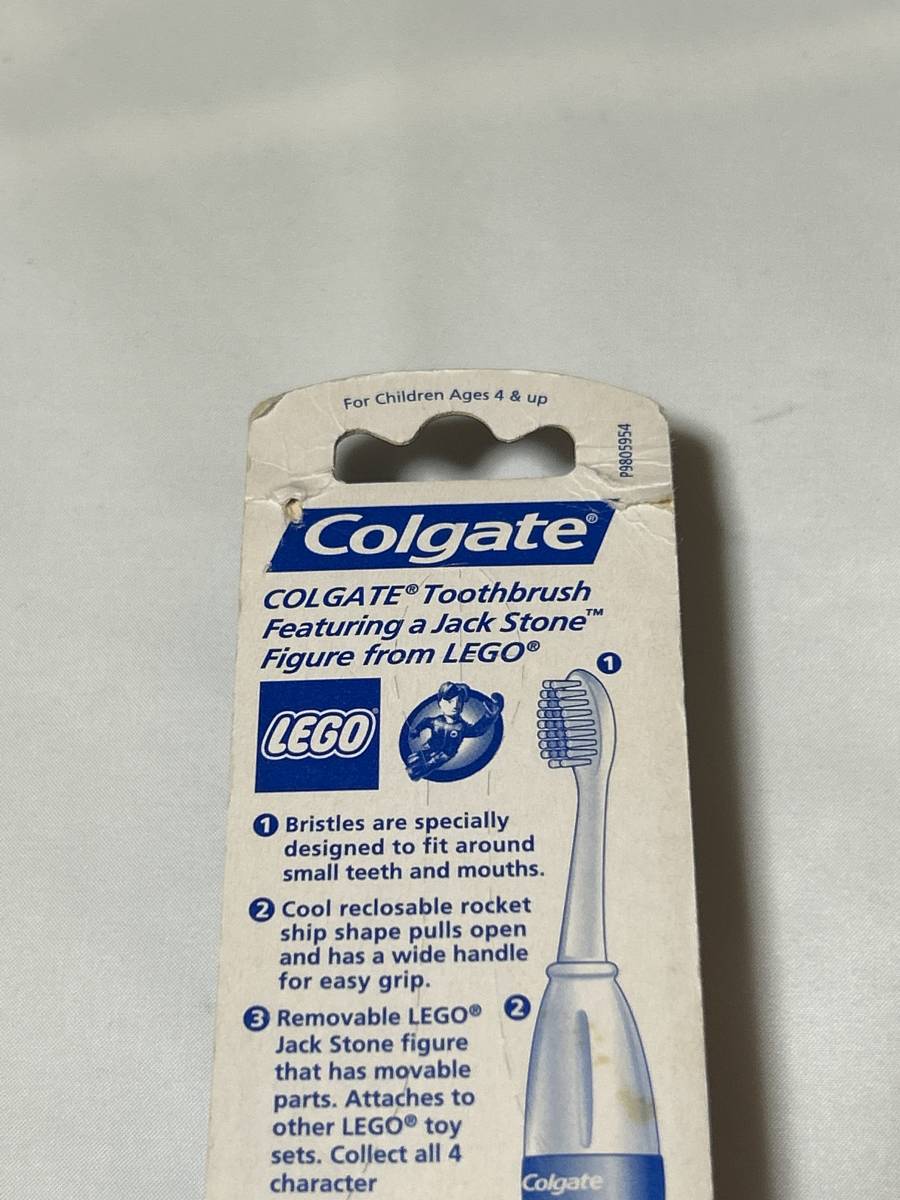 For Children Ages 4 & up
P9805954
Colgate®
COLGATE® Toothbrush
Featuring a Jack Stone™
Figure from LEGO®
1
LEGO®
1 Bristles are specially
designed to fit around
small teeth and mouths.
2 Cool reclosable rocket
ship shape pulls open
and has a wide handle
for easy grip.
2
3 Removable LEGO®
Jack Stone figure
that has movable
parts. Attaches to
other LEGO® toy
sets. Collect all 4
character
Colgate